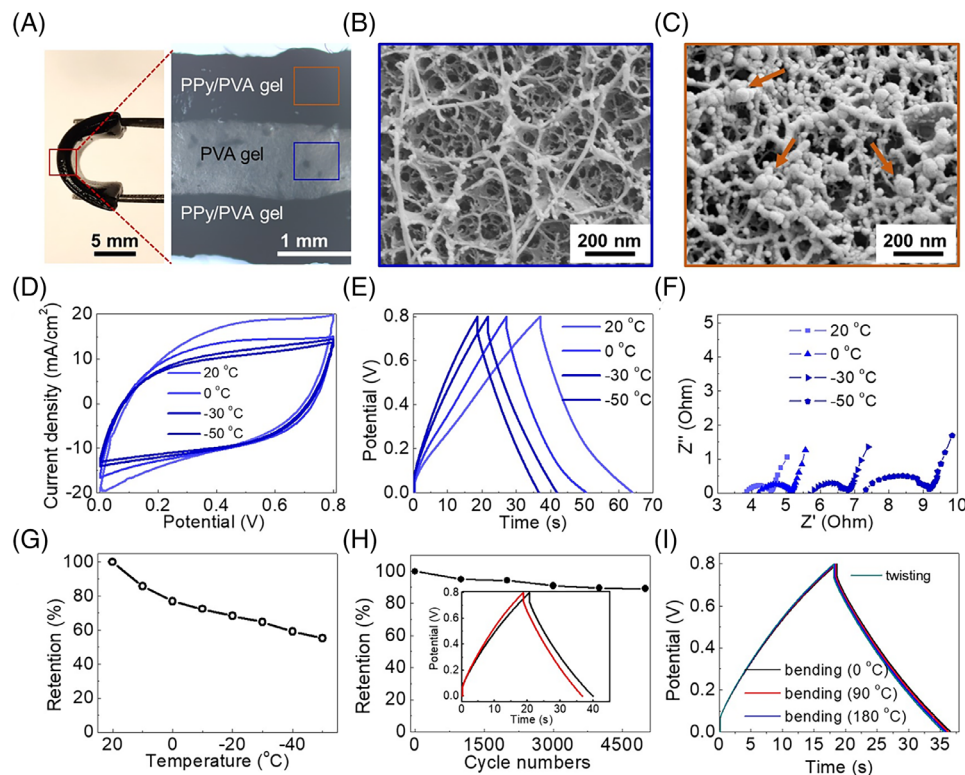 (A)
PPy/PVA gel
PVA gel
PPy/PVA gel
5 mm
1 mm
(B)
200 nm
(C)
200 nm
(D)
Current density (mA/cm²)
20
10
0
-10
-20
20 °C
0 °C
-30 °C
-50 °C
0.0 0.2 0.4 0.6 0.8
Potential (V)
(E)
Potential (V)
0.8
0.4
0.0
20 °C
0 °C
-30 °C
-50 °C
0 10 20 30 40 50 60 70
Time (s)
(F)
Z" (Ohm)
5
4
3
2
1
0
20 °C
0 °C
-30 °C
-50 °C
3 4 5 6 7 8 9 10
Z' (Ohm)
(G)
Retention (%)
100
80
60
40
20
0
20 0 -20 -40
Temperature (°C)
(H)
Retention (%)
100
80
60
40
20
0
Potential (V)
0.8
0.6
0.4
0.2
0.0
0 20 40
Time (s)
0 1500 3000 4500
Cycle numbers
(I)
Potential (V)
0.8
0.4
0.0
twisting
bending (0 °C)
bending (90 °C)
bending (180 °C)
0 5 10 15 20 25 30 35
Time (s)